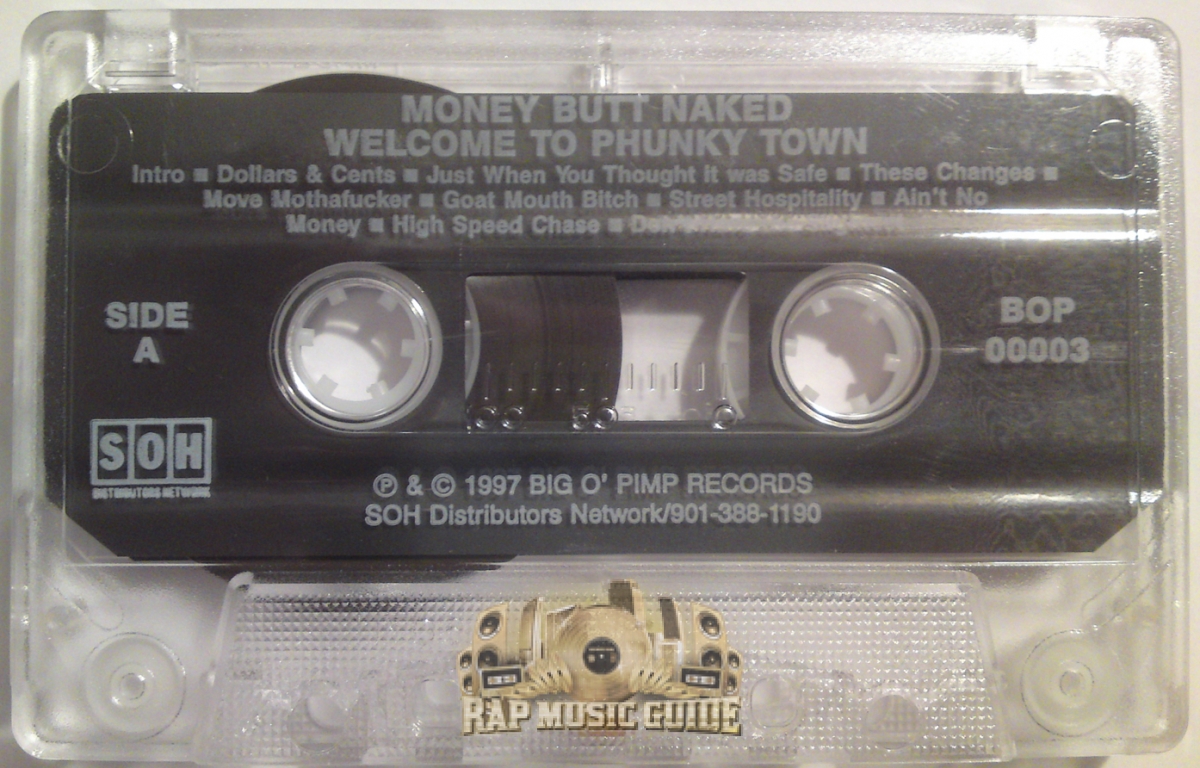 MONEY BUTT NAKED
WELCOME TO PHUNKY TOWN
Intro ■ Dollars & Cents ■ Just When You Thought it was Safe ■ These Changes ■
Move Mothafucker ■ Goat Mouth Bitch ■ Street Hospitality ■ Ain't No
Money ■ High Speed Chase ■
SIDE
A
BOP
00003
SOH
DISTRIBUTORS NETWORK
℗ & © 1997 BIG O' PIMP RECORDS
SOH Distributors Network/901-388-1190
RAP MUSIC GUIDE